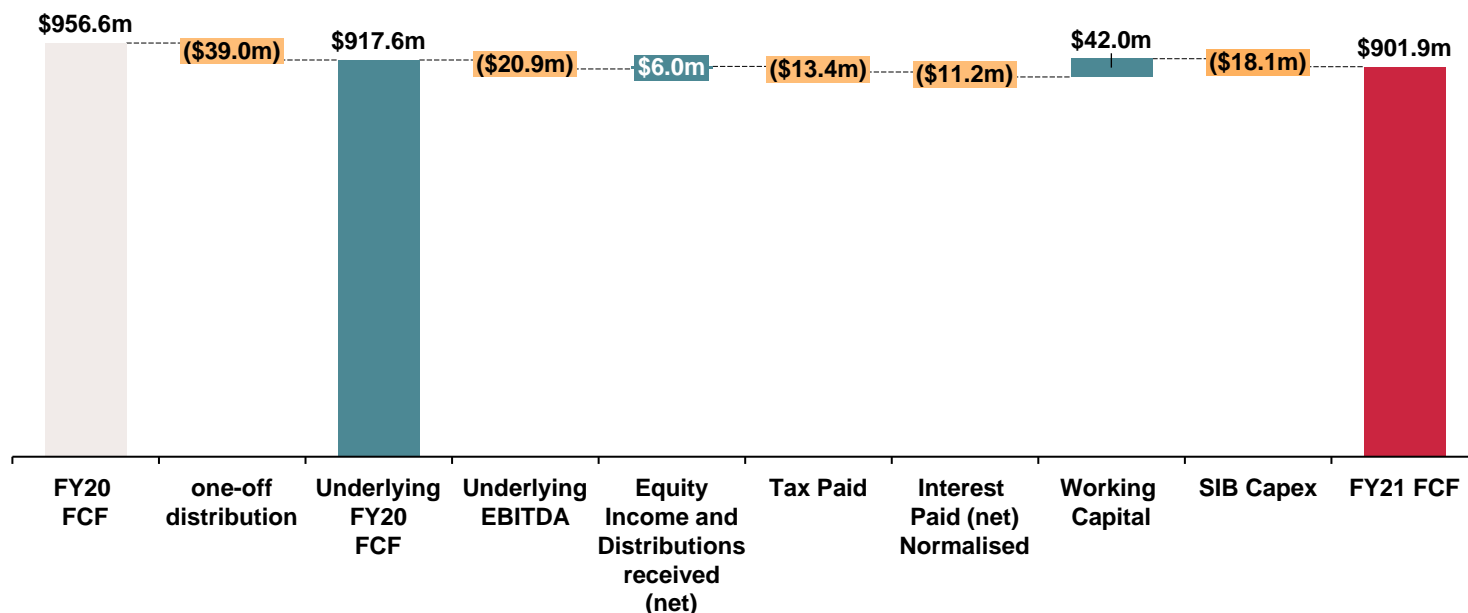 $956.6m
($39.0m)
$917.6m
($20.9m)
$6.0m
($13.4m)
($11.2m)
$42.0m
($18.1m)
$901.9m
FY20
FCF
one-off
distribution
Underlying
FY20
FCF
Underlying
EBITDA
Equity
Income and
Distributions
received
(net)
Tax Paid
Interest
Paid (net)
Normalised
Working
Capital
SIB Capex
FY21 FCF